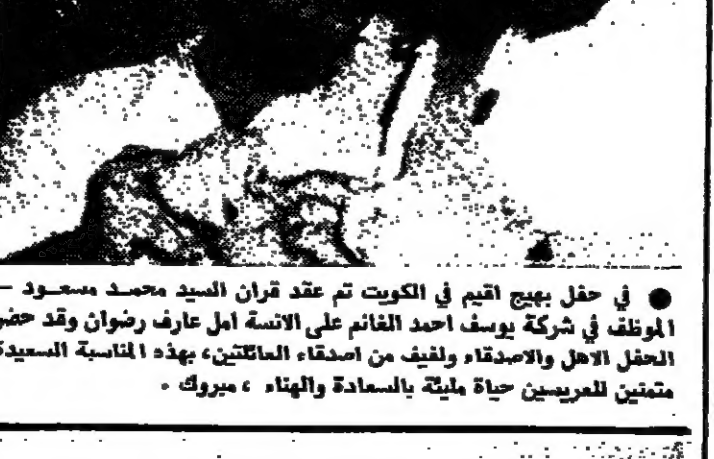 ● في حفل بهيج اقيم في الكويت تم عقد قران السيد محمد مسعود –
الموظف في شركة يوسف احمد الغانم على الانسة امل عارف رضوان وقد حضر
الحفل الاهل والاصدقاء ولفيف من اصدقاء العائلتين، بهذه المناسبة السعيدة
متمنين للعريسين حياة مليئة بالسعادة والهناء ، مبروك .